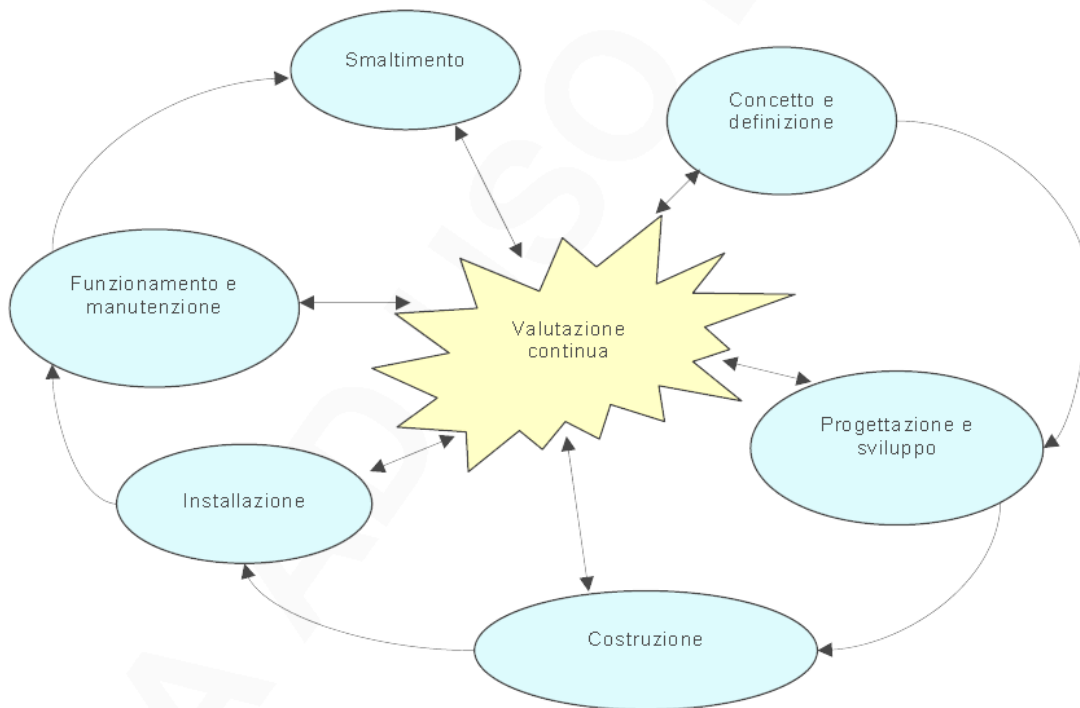 Smaltimento
Concetto e
definizione
Funzionamento e
manutenzione
Valutazione
continua
Progettazione e
sviluppo
Installazione
Costruzione